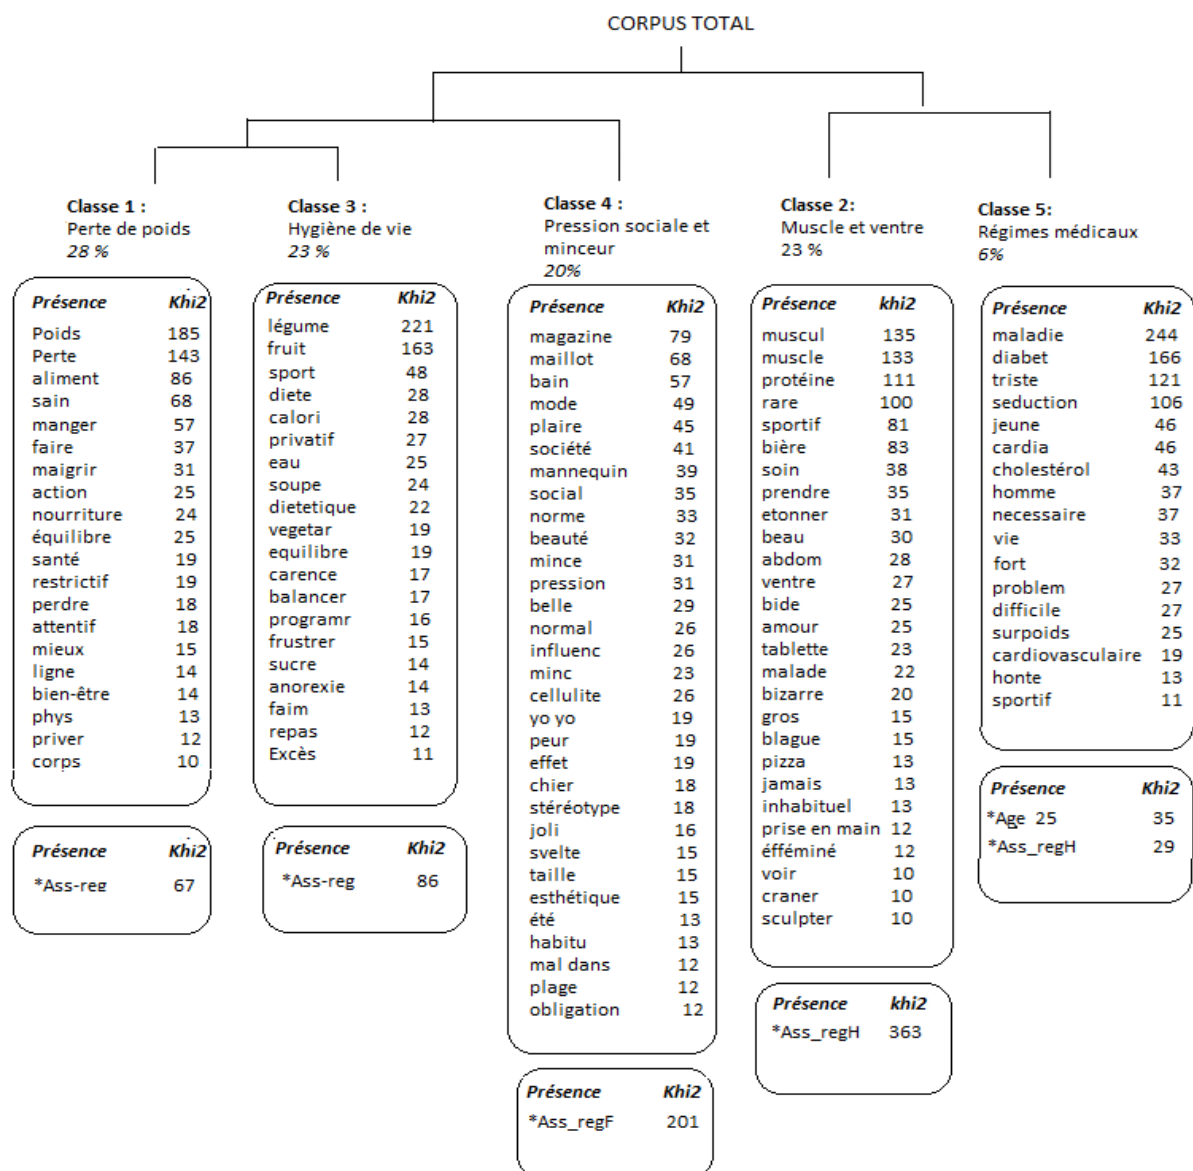 CORPUS TOTAL
Classe 1 :
Perte de poids
28 %
Présence Khi2
Poids 185
Perte 143
aliment 86
sain 68
manger 57
faire 37
maigrir 31
action 25
nourriture 24
équilibre 25
santé 19
restrictif 19
perdre 18
attentif 18
mieux 15
ligne 14
bien-être 14
phys 13
priver 12
corps 10
Présence Khi2
*Ass-reg 67
Classe 3 :
Hygiène de vie
23 %
Présence Khi2
légume 221
fruit 163
sport 48
diete 28
calori 28
privatif 27
eau 25
soupe 24
dietetique 22
vegetar 19
equilibre 19
carence 17
balancer 17
programr 16
frustrer 15
sucre 14
anorexie 14
faim 13
repas 12
Excès 11
Présence Khi2
*Ass-reg 86
Classe 4 :
Pression sociale et
minceur
20%
Présence Khi2
magazine 79
maillot 68
bain 57
mode 49
plaire 45
société 41
mannequin 39
social 35
norme 33
beauté 32
mince 31
pression 31
belle 29
normal 26
influenc 26
minc 23
cellulite 26
yo yo 19
peur 19
effet 19
chier 18
stéréotype 18
joli 16
svelte 15
taille 15
esthétique 15
été 13
habitu 13
mal dans 12
plage 12
obligation 12
Présence Khi2
*Ass_regF 201
Classe 2:
Muscle et ventre
23 %
Présence khi2
muscul 135
muscle 133
protéine 111
rare 100
sportif 81
bière 83
soin 38
prendre 35
etonner 31
beau 30
abdom 28
ventre 27
bide 25
amour 25
tablette 23
malade 22
bizarre 20
gros 15
blague 15
pizza 13
jamais 13
inhabituel 13
prise en main 12
éfféminé 12
voir 10
craner 10
sculpter 10
Présence khi2
*Ass_regH 363
Classe 5:
Régimes médicaux
6%
Présence Khi2
maladie 244
diabet 166
triste 121
seduction 106
jeune 46
cardia 46
cholestérol 43
homme 37
necessaire 37
vie 33
fort 32
problem 27
difficile 27
surpoids 25
cardiovasculaire 19
honte 13
sportif 11
Présence Khi2
*Age 25 35
*Ass_regH 29